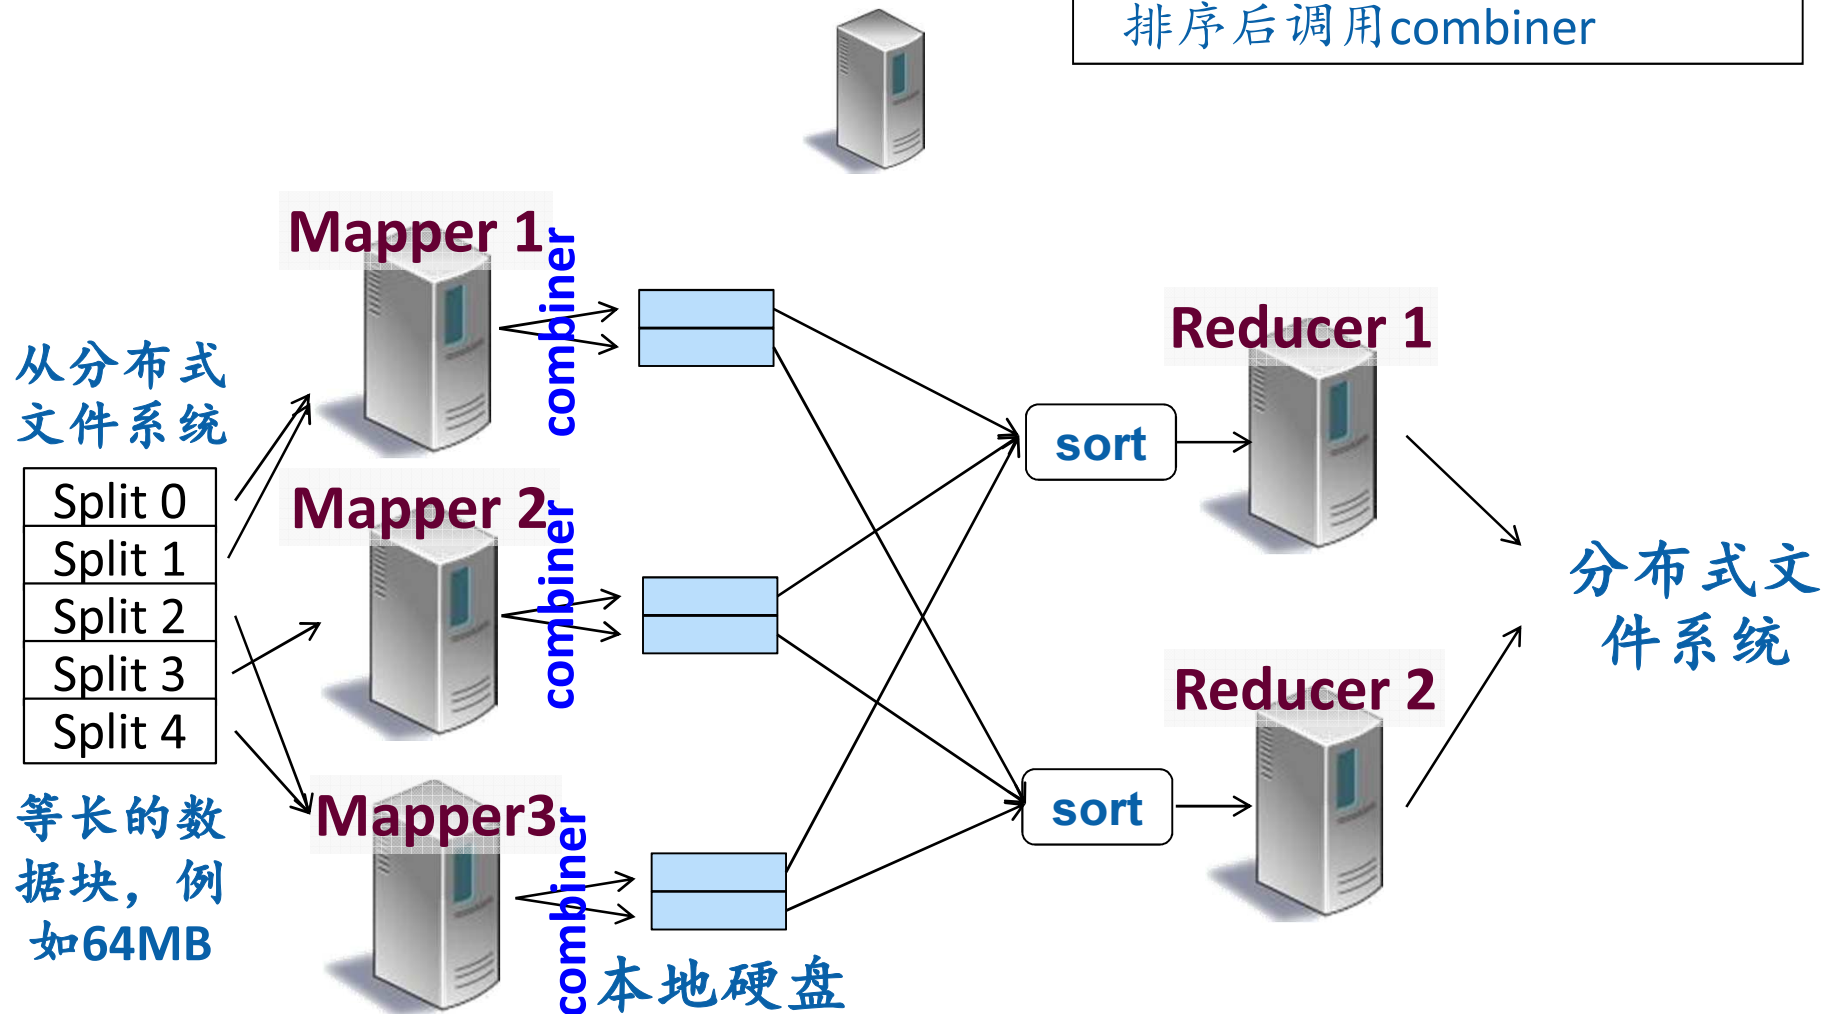 排序后调用combiner
Mapper 1
combiner
从分布式
文件系统
Split 0
Split 1
Split 2
Split 3
Split 4
等长的数
据块，例
如64MB
Mapper 2
combiner
Mapper3
combiner
本地硬盘
sort
Reducer 1
sort
Reducer 2
分布式文
件系统